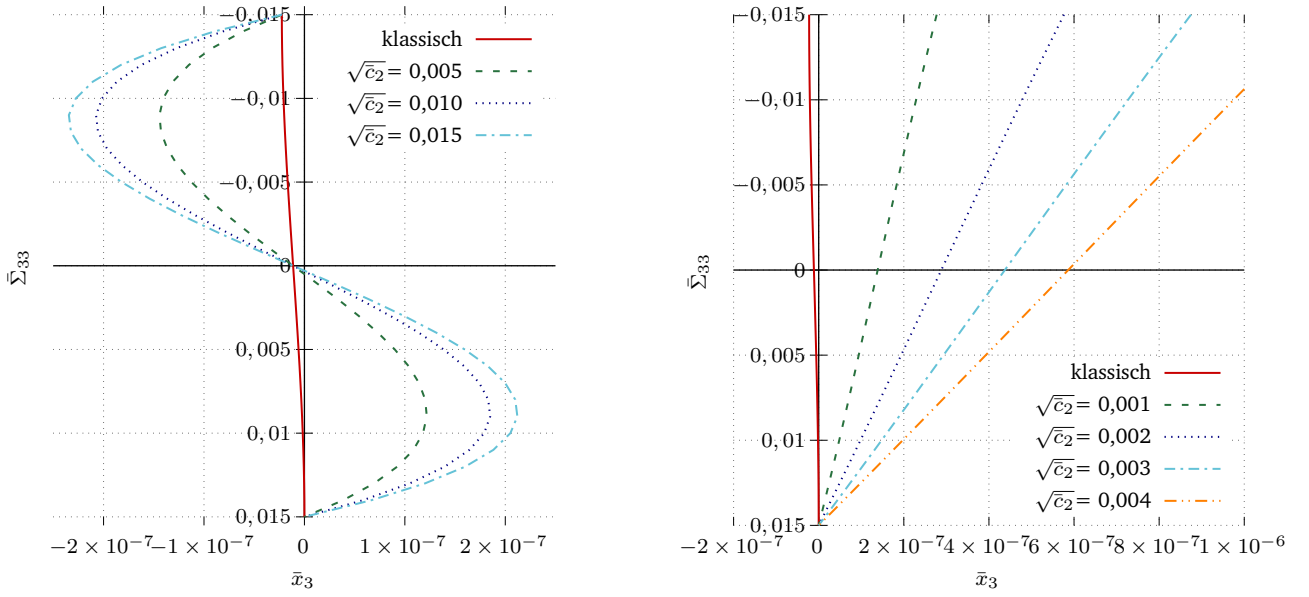 −0,015
klassisch
√c̄₂ = 0,005
−0,01
√c̄₂ = 0,010
√c̄₂ = 0,015
−0,005
Σ̄₃₃
0
0,005
0,01
0,015
−2 × 10⁻⁷ −1 × 10⁻⁷ 0 1 × 10⁻⁷ 2 × 10⁻⁷
x̄₃
−0,015
−0,01
−0,005
Σ̄₃₃
0
0,005
klassisch
√c̄₂ = 0,001
0,01
√c̄₂ = 0,002
√c̄₂ = 0,003
√c̄₂ = 0,004
0,015
−2 × 10⁻⁷ 0 2 × 10⁻⁷ 4 × 10⁻⁷ 6 × 10⁻⁷ 8 × 10⁻⁷ 1 × 10⁻⁶
x̄₃